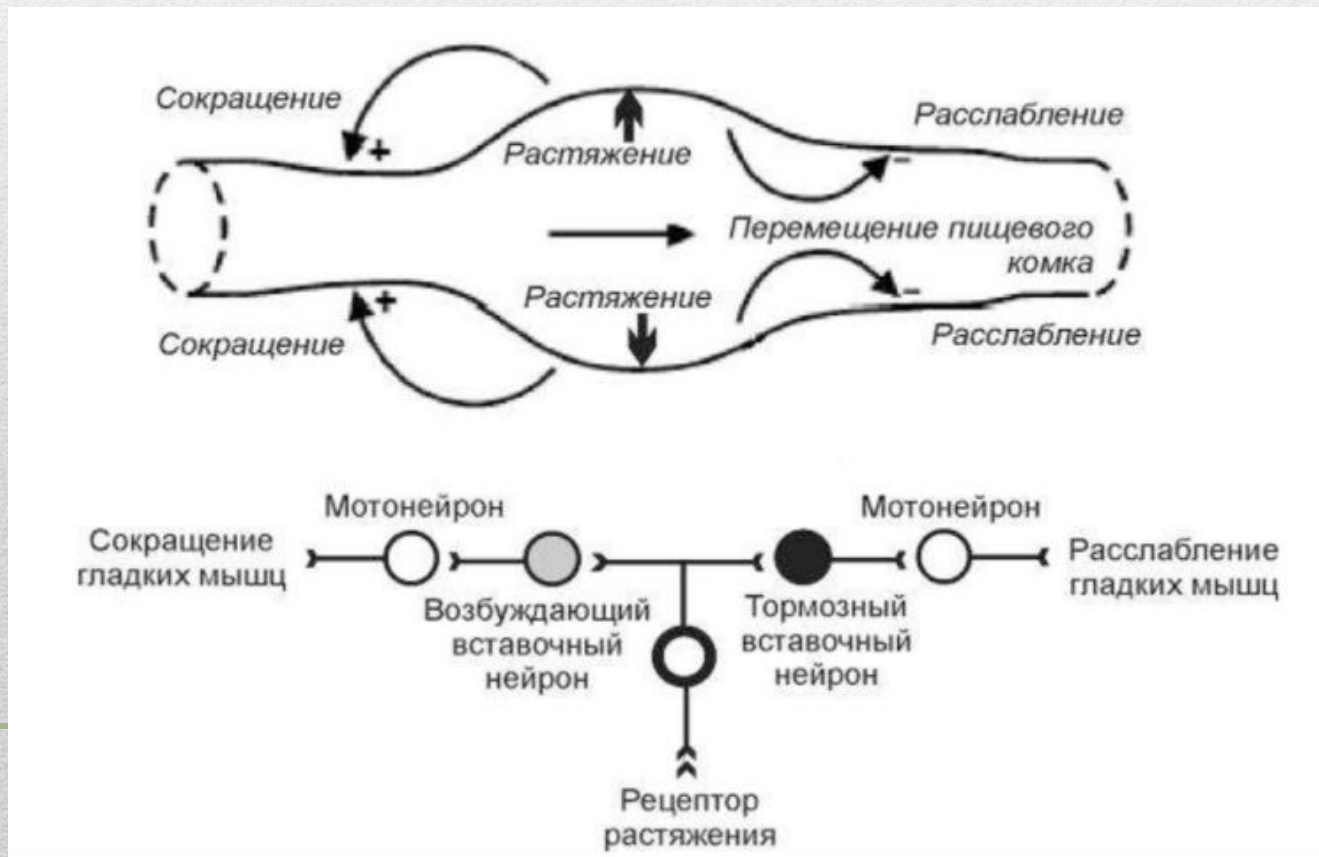 Сокращение
+
Растяжение
Расслабление
–
Перемещение пищевого
комка
Растяжение
+
–
Сокращение
Расслабление
Мотонейрон
Мотонейрон
Сокращение
гладких мышц
Расслабление
гладких мышц
Возбуждающий
вставочный
нейрон
Тормозный
вставочный
нейрон
Рецептор
растяжения